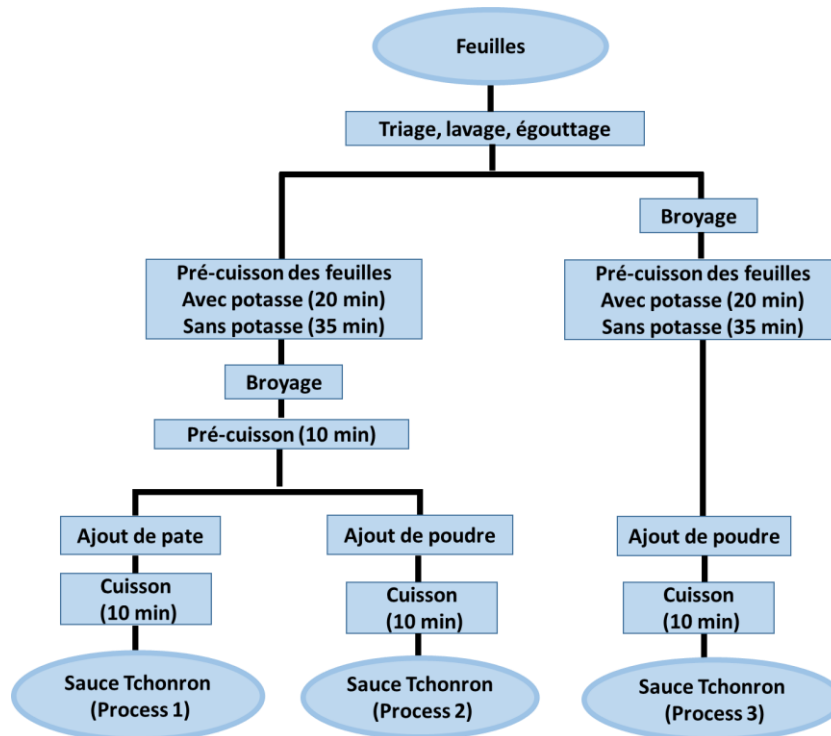 Feuilles
Triage, lavage, égouttage
Broyage
Pré-cuisson des feuilles
Avec potasse (20 min)
Sans potasse (35 min)
Pré-cuisson des feuilles
Avec potasse (20 min)
Sans potasse (35 min)
Broyage
Pré-cuisson (10 min)
Ajout de pate
Ajout de poudre
Ajout de poudre
Cuisson
(10 min)
Cuisson
(10 min)
Cuisson
(10 min)
Sauce Tchonron
(Process 1)
Sauce Tchonron
(Process 2)
Sauce Tchonron
(Process 3)